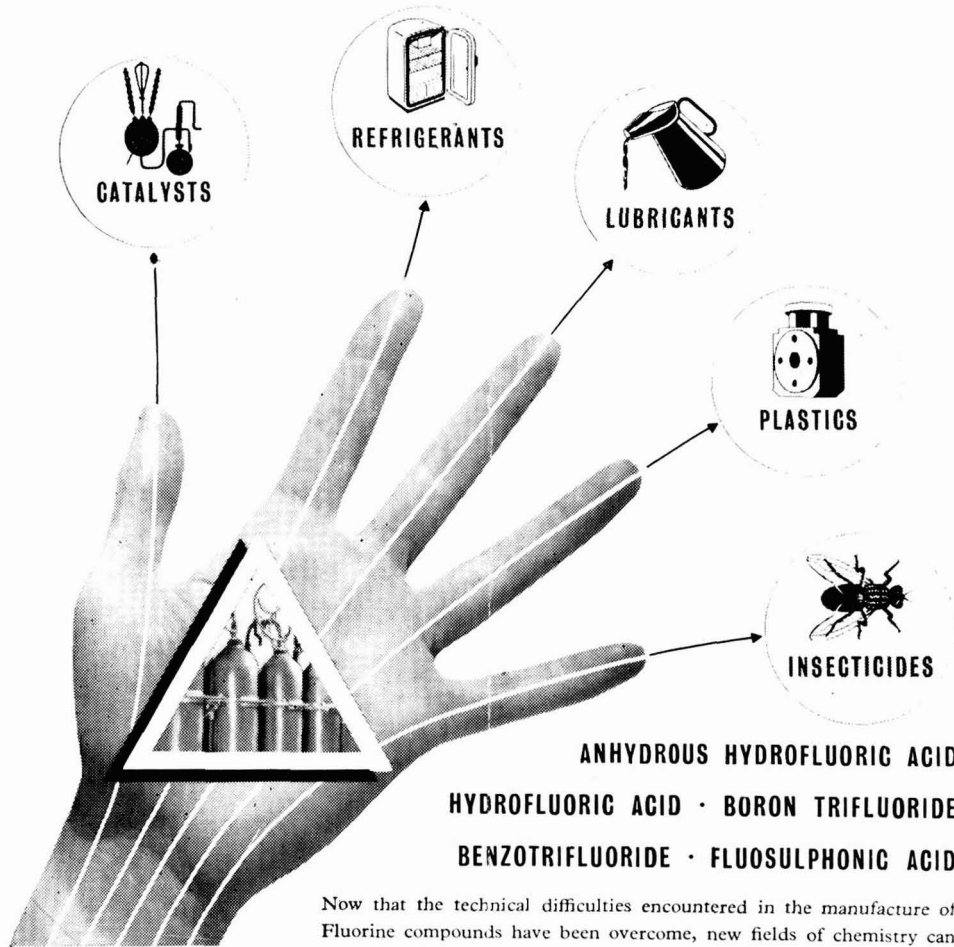 CATALYSTS
REFRIGERANTS
LUBRICANTS
PLASTICS
INSECTICIDES
ANHYDROUS HYDROFLUORIC ACID
HYDROFLUORIC ACID · BORON TRIFLUORIDE
BENZOTRIFLUORIDE · FLUOSULPHONIC ACID
Now that the technical difficulties encountered in the manufacture of
Fluorine compounds have been overcome, new fields of chemistry can